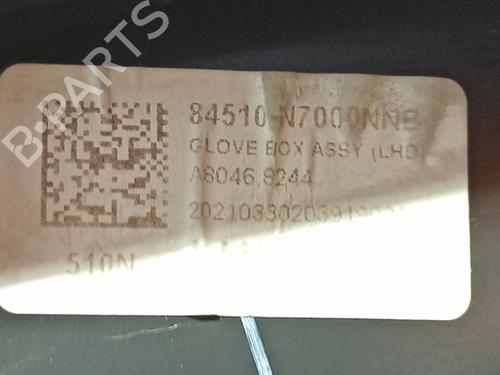 B-PARTS
84510-N7000NNB
GLOVE BOX ASSY (LHD)
A8046.8244
510N